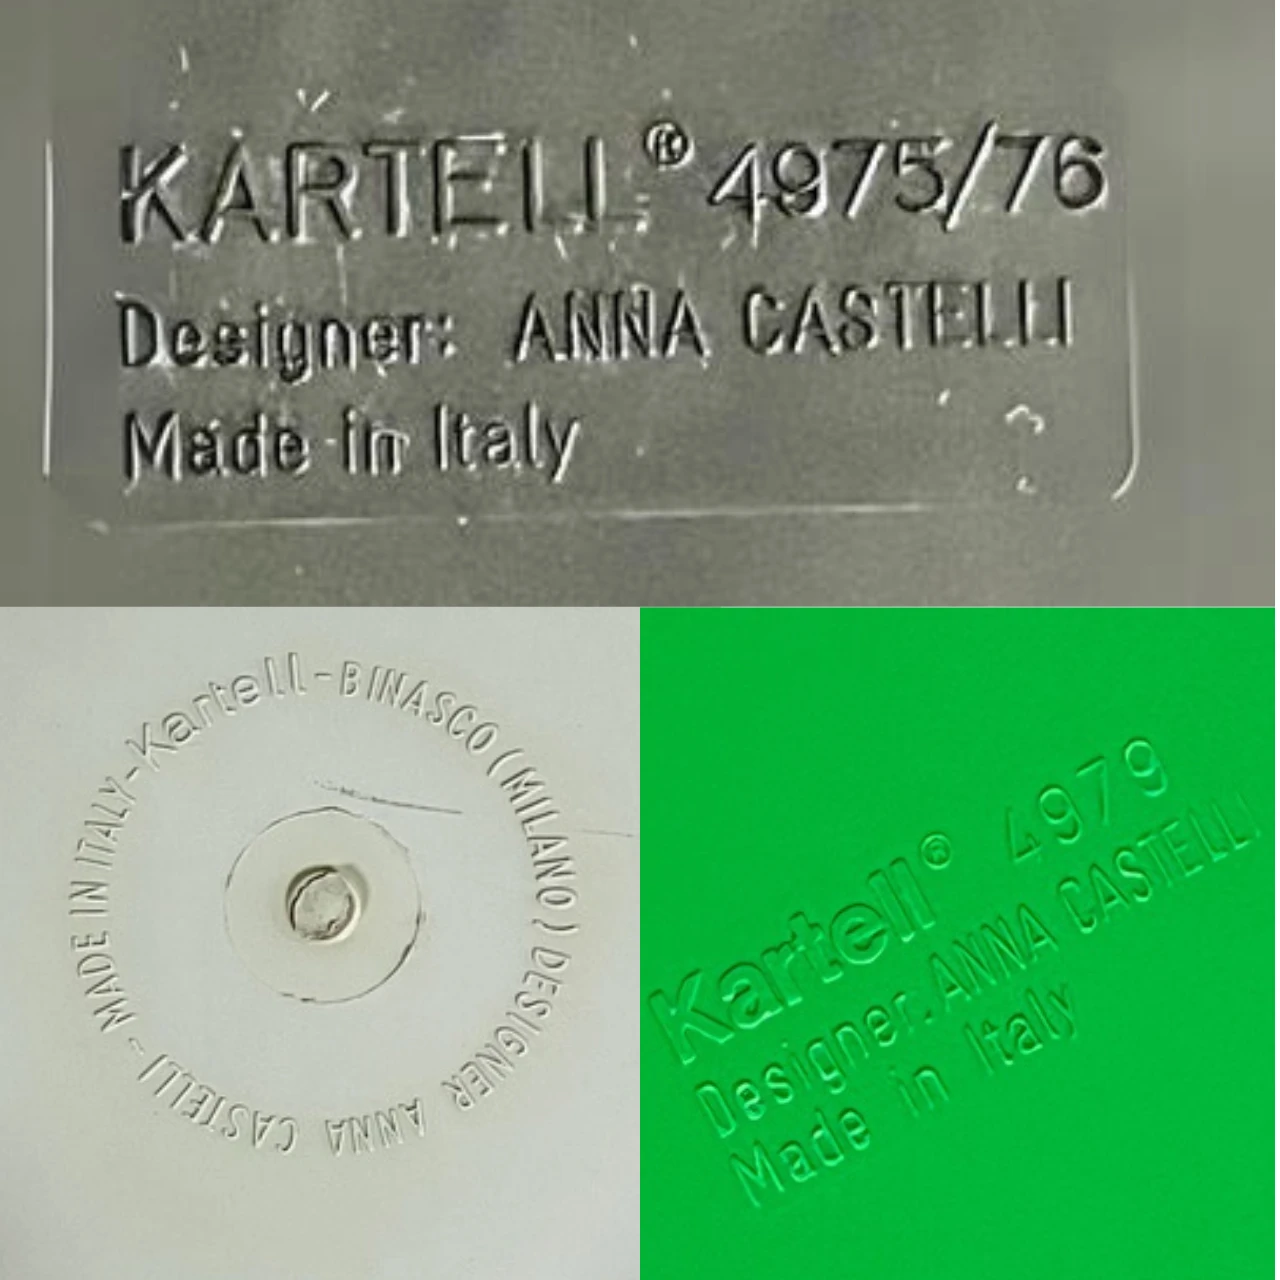 KARTELL® 4975/76
Designer: ANNA CASTELLI
Made in Italy
MADE IN ITALY-Kartell-BINASCO (MILANO) DESIGNER ANNA CASTELLI -
Kartell® 4979
Designer: ANNA CASTELLI
Made in Italy